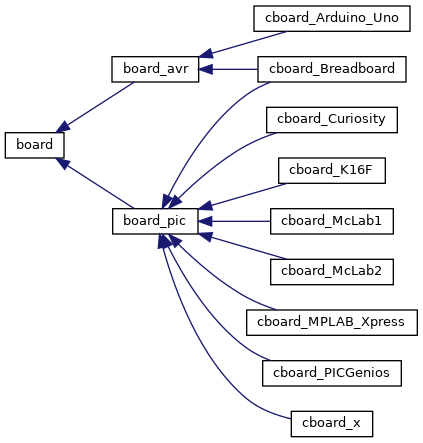 cboard_Arduino_Uno
board_avr
cboard_Breadboard
cboard_Curiosity
board
cboard_K16F
board_pic
cboard_McLab1
cboard_McLab2
cboard_MPLAB_Xpress
cboard_PICGenios
cboard_x